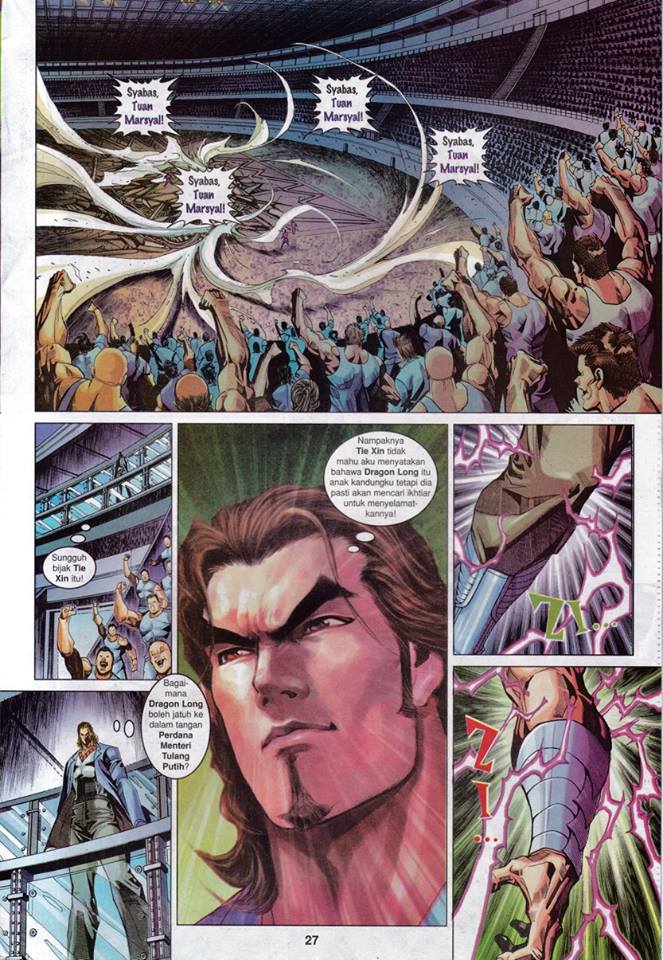 Syabas,
Tuan
Marsyal!
Syabas,
Tuan
Marsyal!
Syabas,
Tuan
Marsyal!
Syabas,
Tuan
Marsyal!
Sungguh
bijak Tie
Xin itu!
Nampaknya
Tie Xin tidak
mahu aku menyatakan
bahawa Dragon Long itu
anak kandungku tetapi dia
pasti akan mencari ikhtiar
untuk menyelamat-
kannya!
Bagai-
mana
Dragon Long
boleh jatuh ke
dalam tangan
Perdana
Menteri
Tulang
Putih?
ZI...
ZI...
27